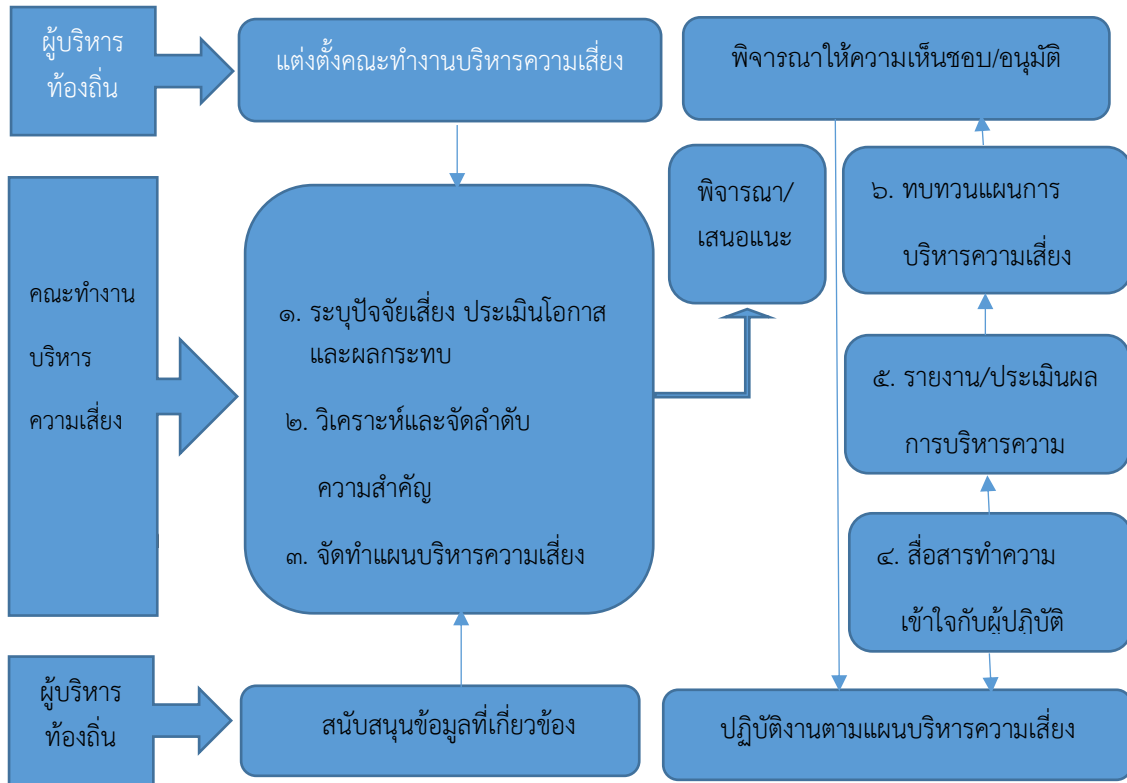 ผู้บริหาร
ท้องถิ่น
แต่งตั้งคณะทำงานบริหารความเสี่ยง
พิจารณาให้ความเห็นชอบ/อนุมัติ
คณะทำงาน
บริหาร
ความเสี่ยง
๑. ระบุปัจจัยเสี่ยง ประเมินโอกาส
และผลกระทบ
๒. วิเคราะห์และจัดลำดับ
ความสำคัญ
๓. จัดทำแผนบริหารความเสี่ยง
พิจารณา/
เสนอแนะ
๖. ทบทวนแผนการ
บริหารความเสี่ยง
๕. รายงาน/ประเมินผล
การบริหารความ
๔. สื่อสารทำความ
เข้าใจกับผู้ปฏิบัติ
ผู้บริหาร
ท้องถิ่น
สนับสนุนข้อมูลที่เกี่ยวข้อง
ปฏิบัติงานตามแผนบริหารความเสี่ยง